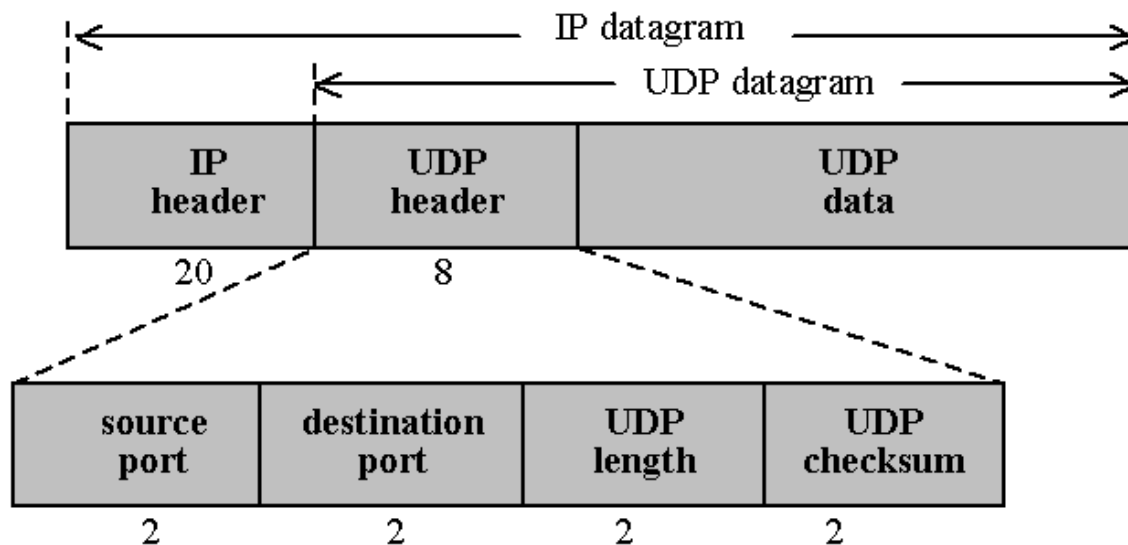 IP datagram
UDP datagram
IP UDP UDP
header header data
20 8
source destination UDP UDP
port port length checksum
2 2 2 2